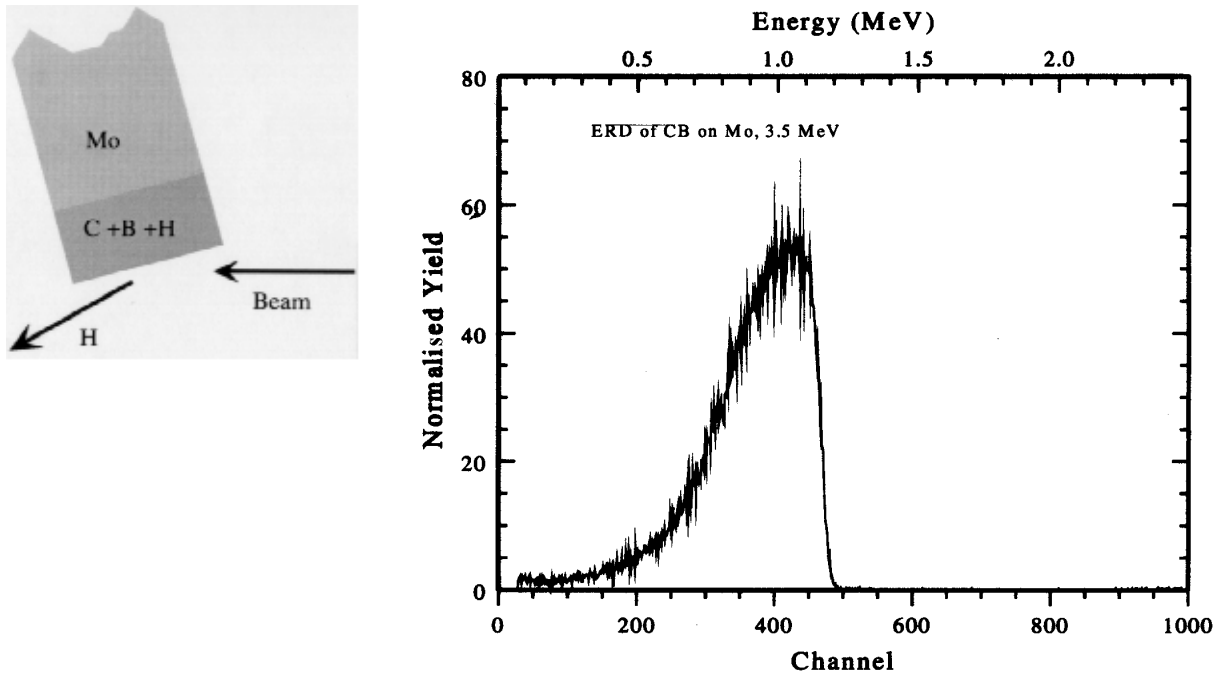 Mo
C +B +H
Beam
H
Energy (MeV)
0.5 1.0 1.5 2.0
ERD of CB on Mo, 3.5 MeV
80
60
40
20
0
Normalised Yield
0 200 400 600 800 1000
Channel